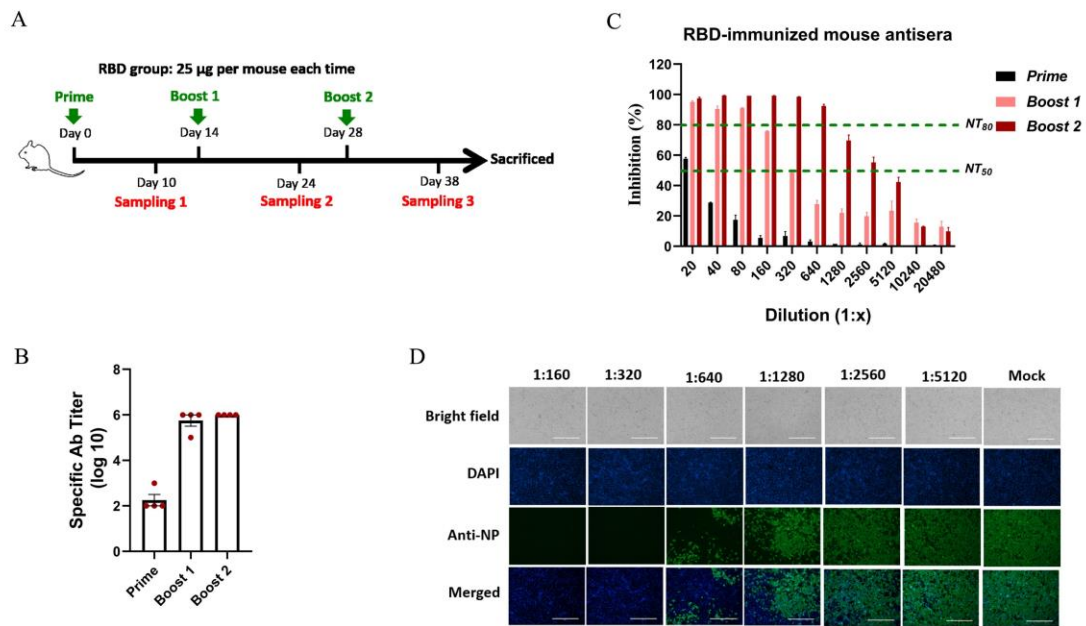 A
RBD group: 25 µg per mouse each time
Prime
Boost 1
Boost 2
Day 0
Day 14
Day 28
Sacrificed
Day 10
Day 24
Day 38
Sampling 1
Sampling 2
Sampling 3
C
RBD-immunized mouse antisera
Inhibition (%)
120
100
80
60
40
20
0
NT80
NT50
Prime
Boost 1
Boost 2
20
40
80
160
320
640
1280
2560
5120
10240
20480
Dilution (1:x)
B
Specific Ab Titer
(log 10)
8
6
4
2
0
Prime
Boost 1
Boost 2
D
1:160
1:320
1:640
1:1280
1:2560
1:5120
Mock
Bright field
DAPI
Anti-NP
Merged